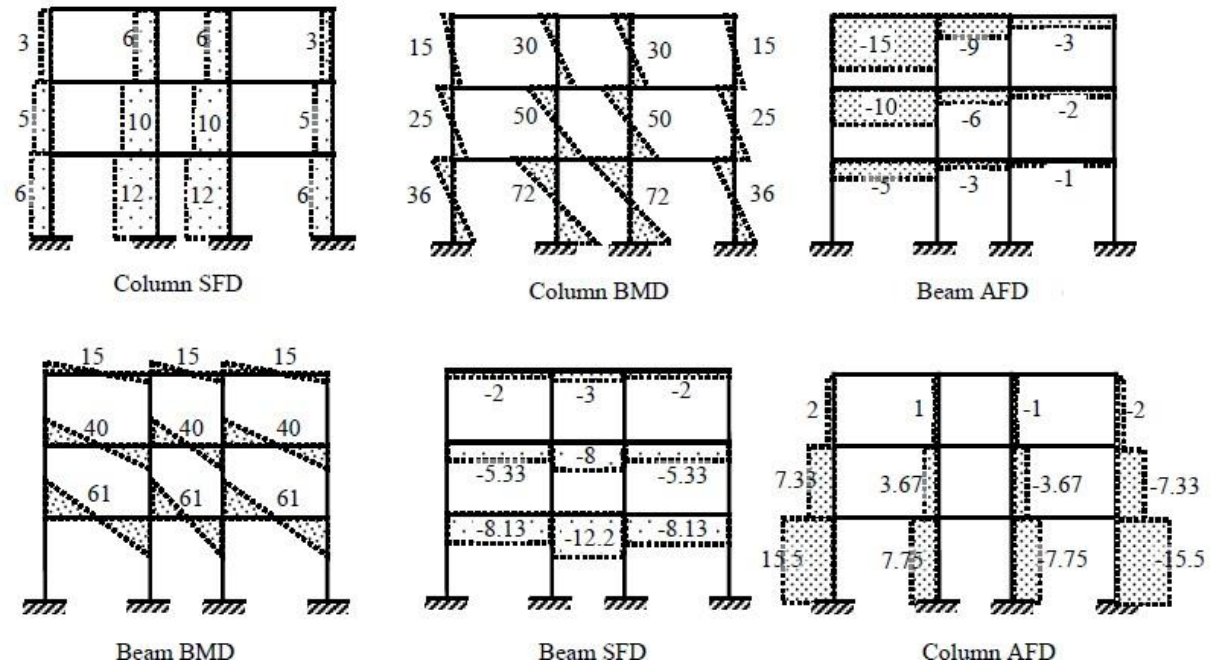 3 6 6 3
5 10 10 5
6 12 12 6
Column SFD
15 30 30 15
25 50 50 25
36 72 72 36
Column BMD
-15 -9 -3
-10 -6 -2
-5 -3 -1
Beam AFD
15 15 15
40 40 40
61 61 61
Beam BMD
-2 -3 -2
-5.33 -8 -5.33
-8.13 -12.2 -8.13
Beam SFD
2 1 -1 -2
7.33 3.67 -3.67 -7.33
15.5 7.75 -7.75 -15.5
Column AFD